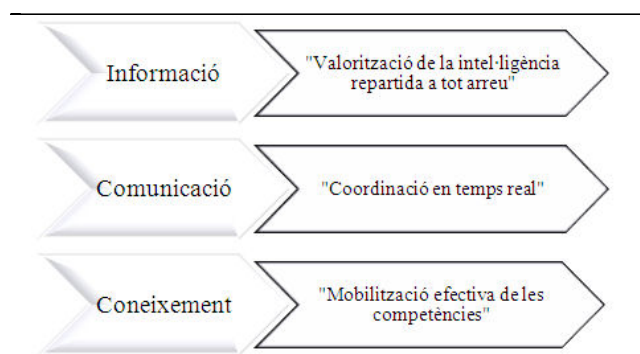 Informació
"Valorització de la intel·ligència
repartida a tot arreu"
Comunicació
"Coordinació en temps real"
Coneixement
"Mobilització efectiva de les
competències"